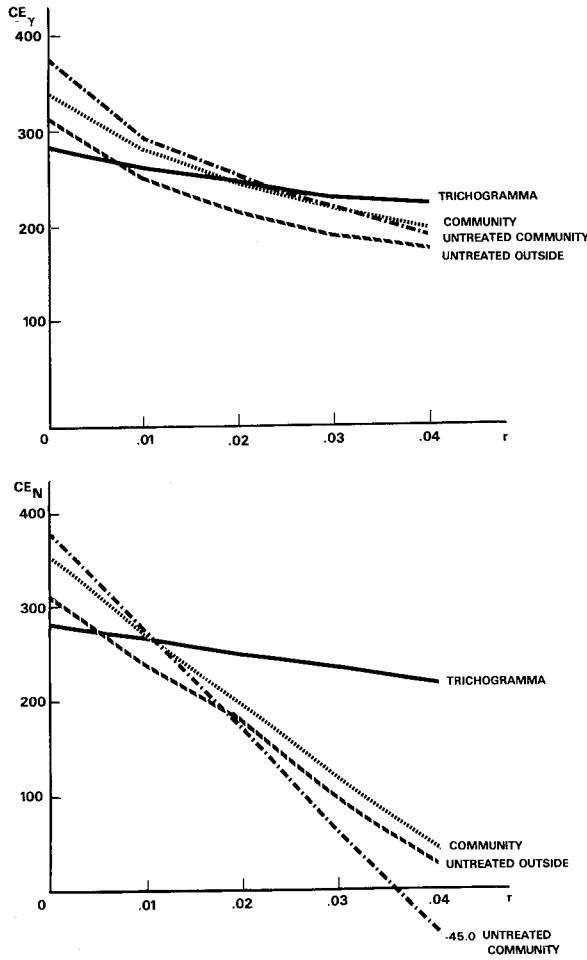 CEγ
400
300
200
100
0
.01
.02
.03
.04
r
TRICHOGRAMMA
COMMUNITY
UNTREATED COMMUNITY
UNTREATED OUTSIDE
CE_N
400
300
200
100
0
.01
.02
.03
.04
r
TRICHOGRAMMA
COMMUNITY
UNTREATED OUTSIDE
-45.0 UNTREATED
COMMUNITY